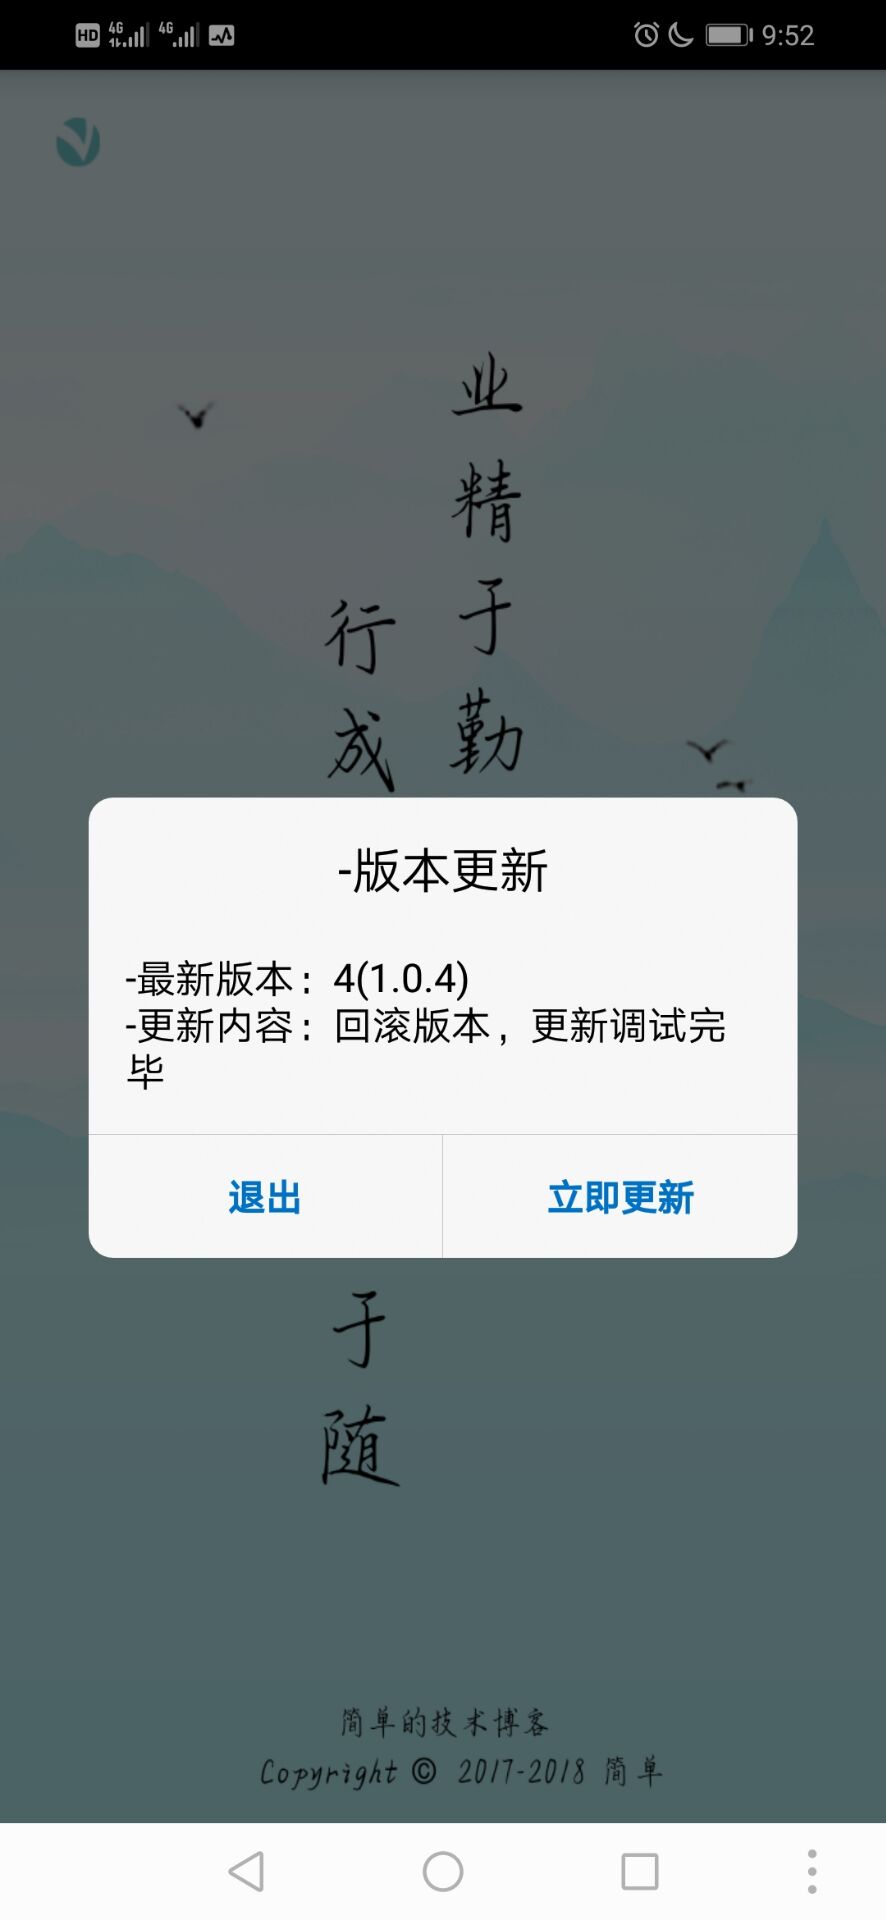 HD 4G 4G 9:52
业精于勤
行成
于随
-版本更新
-最新版本：4(1.0.4)
-更新内容：回滚版本，更新调试完
毕
退出 立即更新
简单的技术博客
Copyright © 2017-2018 简单